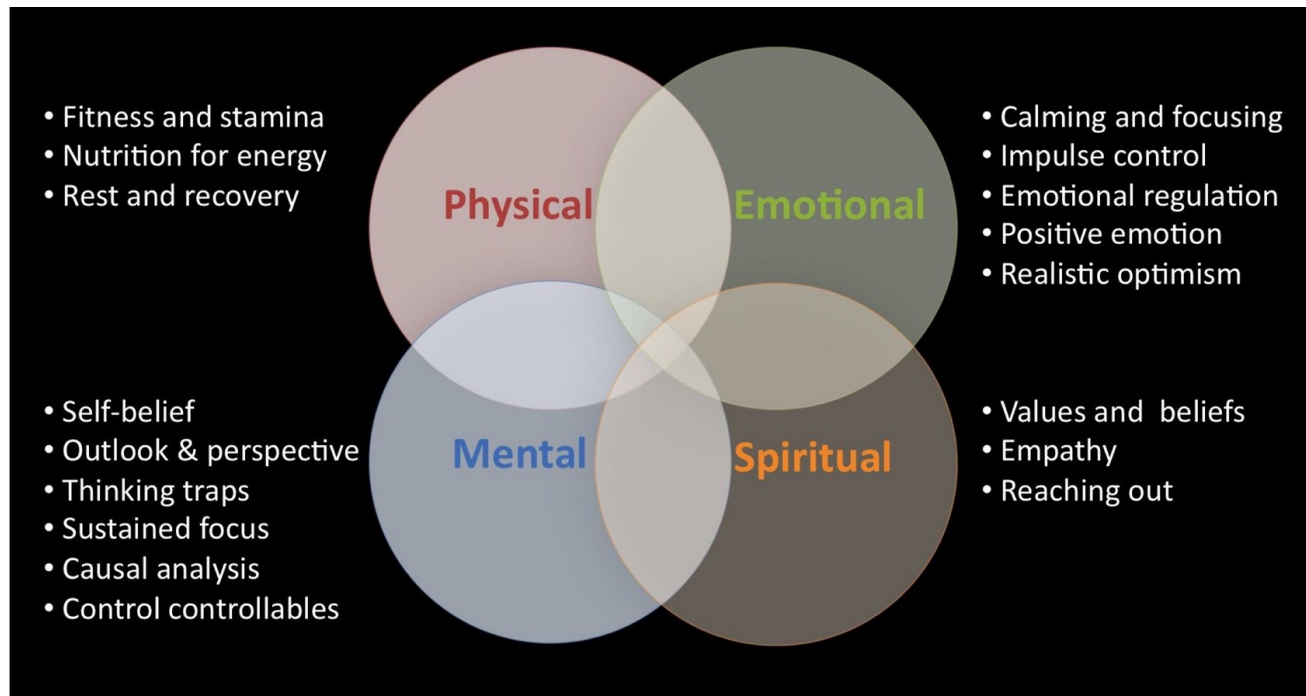 • Fitness and stamina
• Nutrition for energy
• Rest and recovery
Physical
Emotional
• Calming and focusing
• Impulse control
• Emotional regulation
• Positive emotion
• Realistic optimism
• Self-belief
• Outlook & perspective
• Thinking traps
• Sustained focus
• Causal analysis
• Control controllables
Mental
Spiritual
• Values and  beliefs
• Empathy
• Reaching out